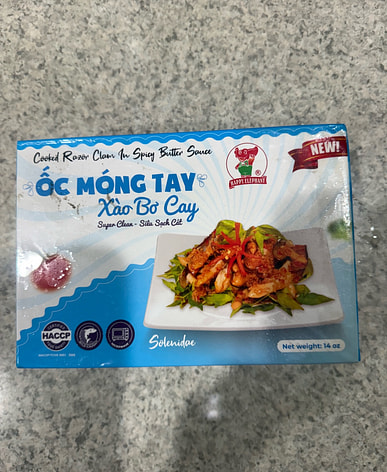 Cooked Razor Clam In Spicy Butter Sauce
NEW!
HAPPY ELEPHANT
®
ỐC MÓNG TAY
Xào Bơ Cay
Super Clean - Siêu Sạch Cát
HACCP
Solenidae
Net weight: 14 oz